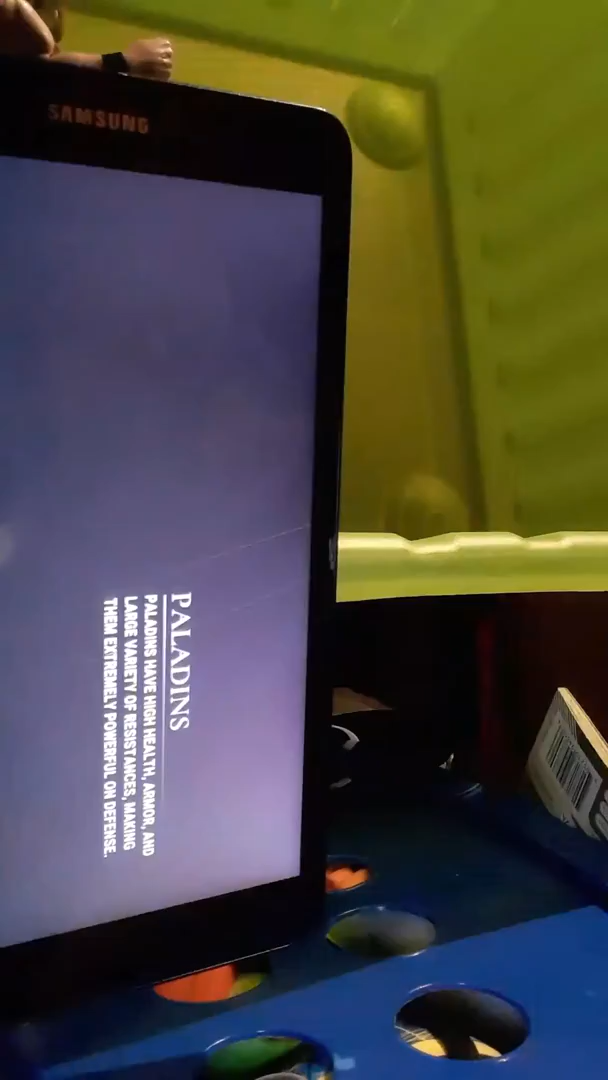 SAMSUNG
PALADINS
PALADINS HAVE HIGH HEALTH, ARMOR, AND
LARGE VARIETY OF RESISTANCES, MAKING
THEM EXTREMELY POWERFUL ON DEFENSE.